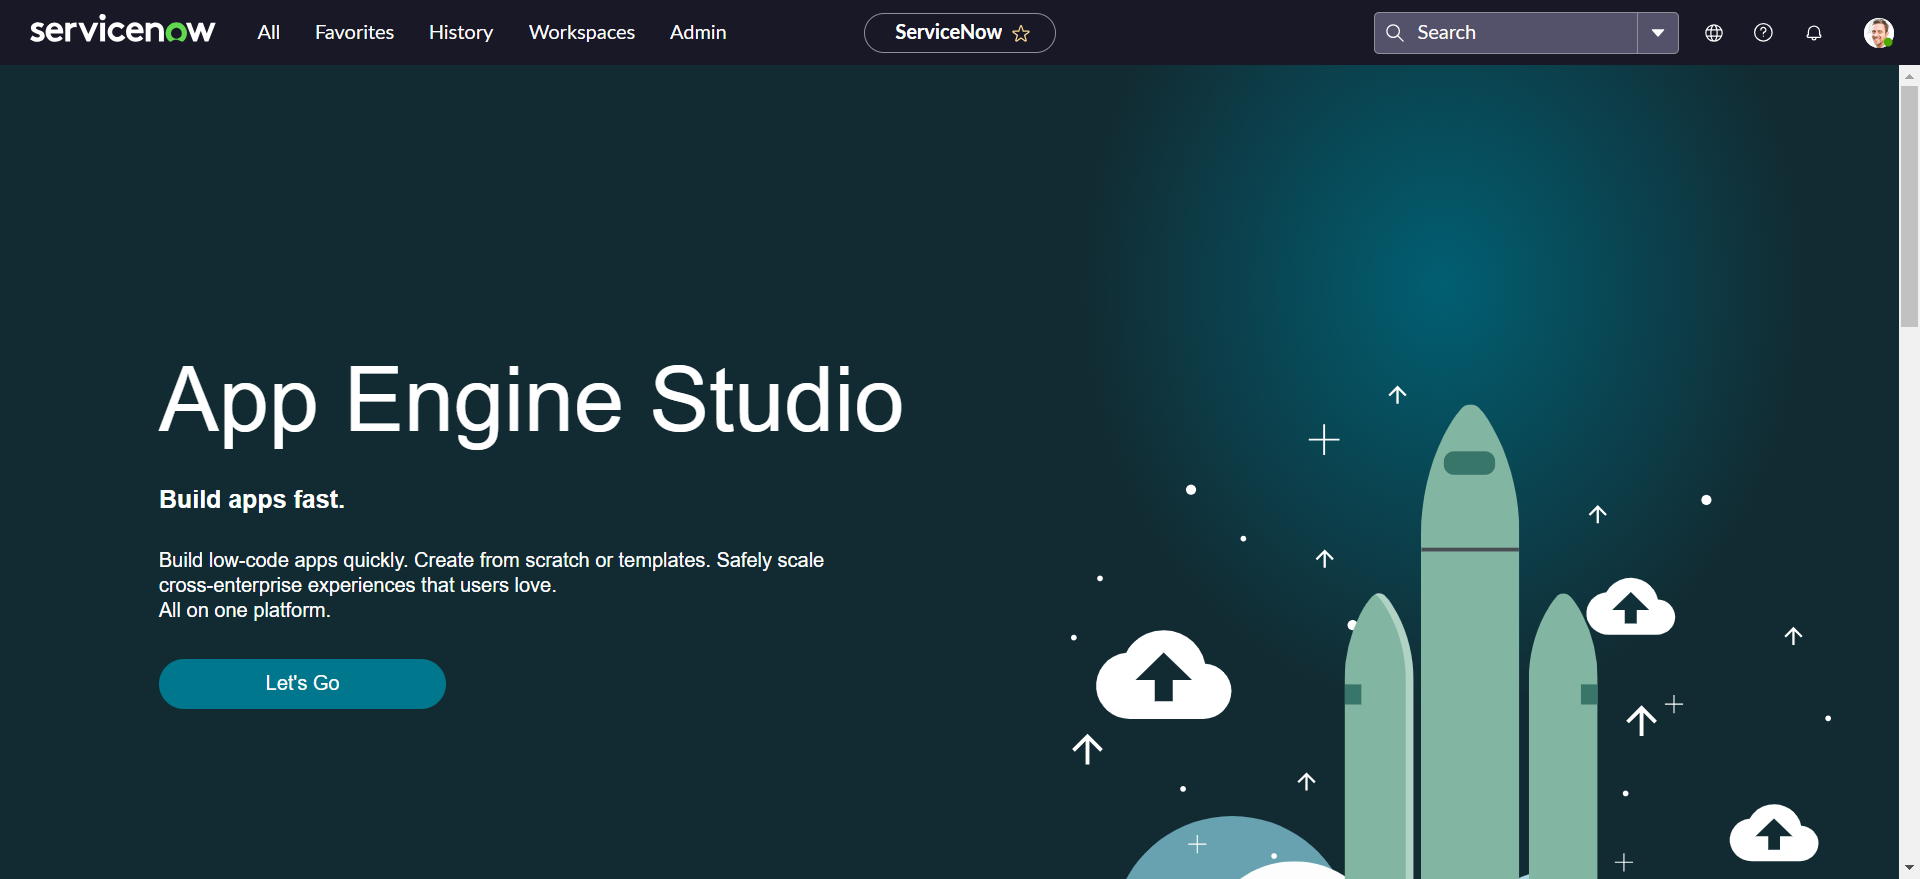 servicenow
All
Favorites
History
Workspaces
Admin
ServiceNow
Search
App Engine Studio
Build apps fast.
Build low-code apps quickly. Create from scratch or templates. Safely scale
cross-enterprise experiences that users love.
All on one platform.
Let's Go